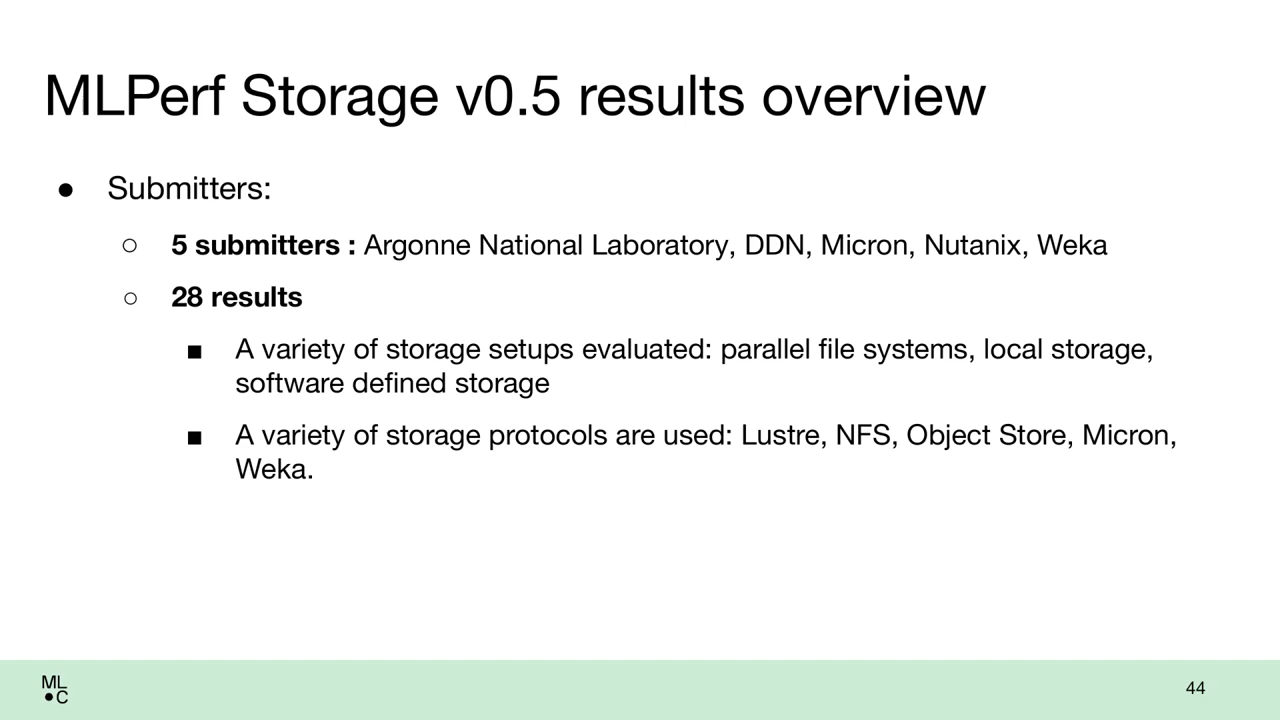 MLPerf Storage v0.5 results overview
● Submitters:
○ 5 submitters : Argonne National Laboratory, DDN, Micron, Nutanix, Weka
○ 28 results
■ A variety of storage setups evaluated: parallel file systems, local storage,
software defined storage
■ A variety of storage protocols are used: Lustre, NFS, Object Store, Micron,
Weka.
ML
●C
44